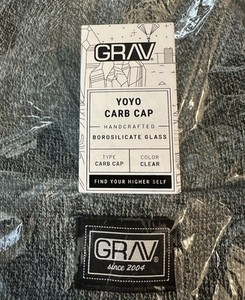 GRAV®
YOYO
CARB CAP
HANDCRAFTED
BOROSILICATE GLASS
TYPE
CARB CAP
COLOR
CLEAR
FIND YOUR HIGHER SELF
GRAV®
since 2004